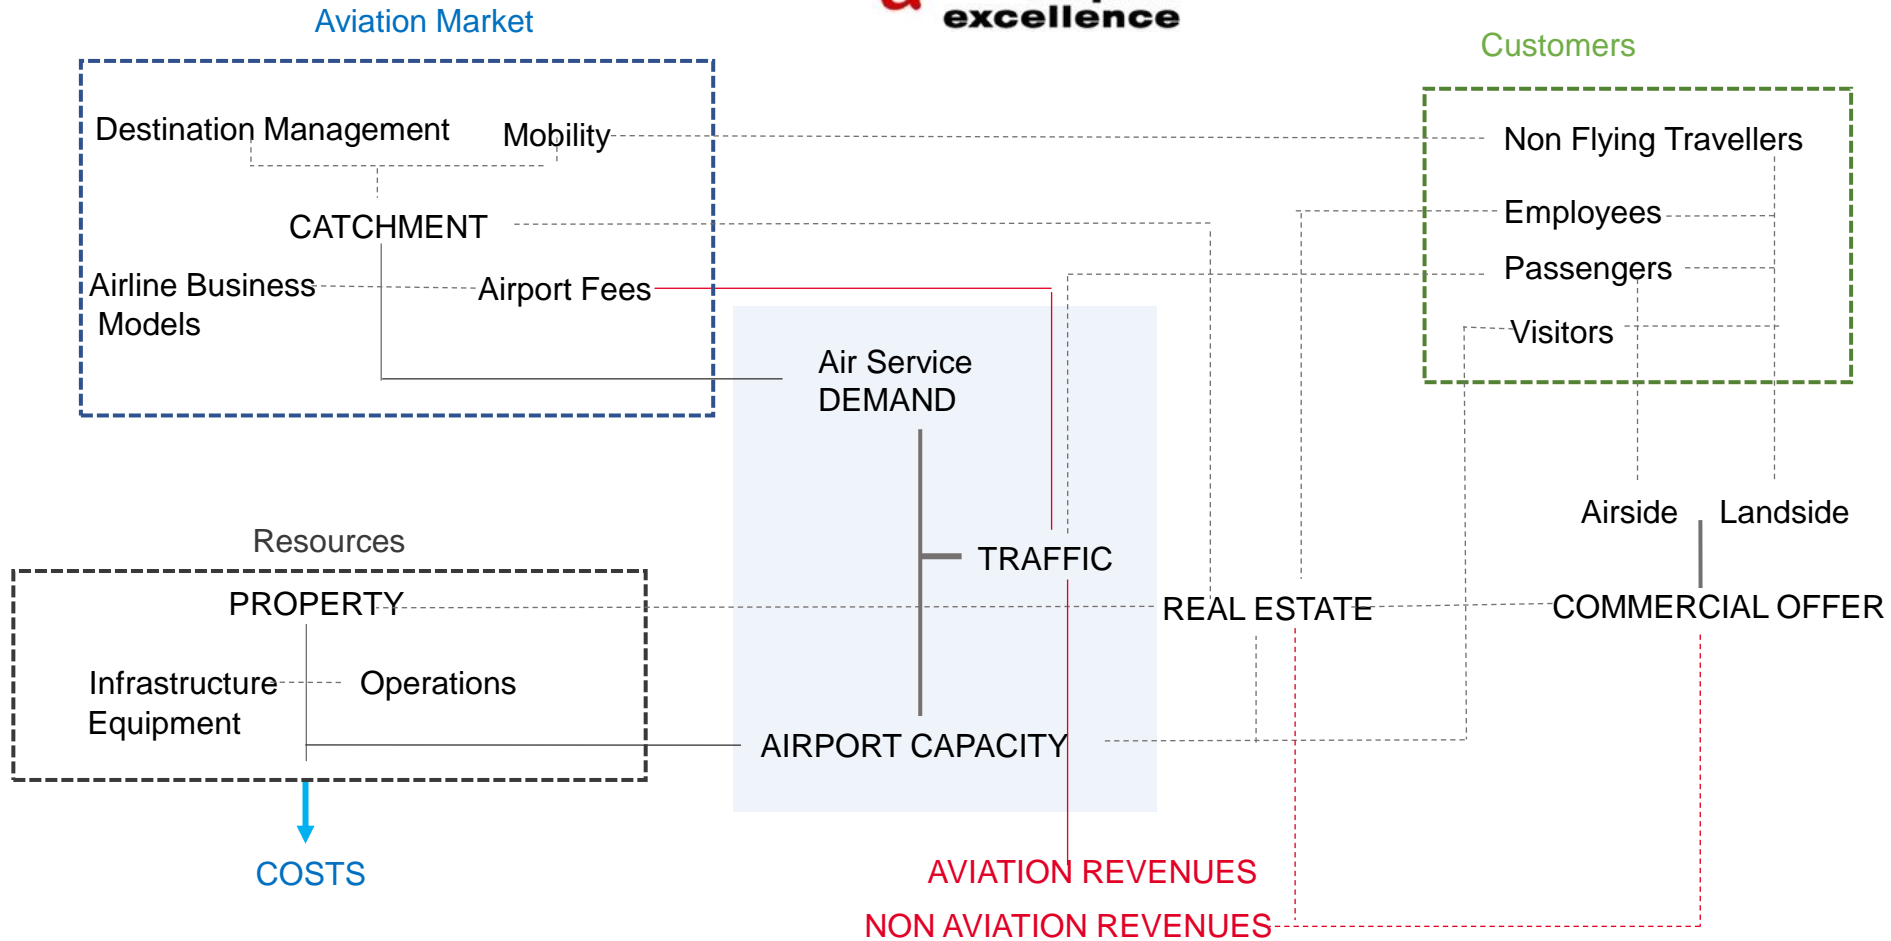 excellence
Aviation Market
Customers
Destination Management
Mobility
Non Flying Travellers
CATCHMENT
Employees
Airline Business
Models
Airport Fees
Passengers
Visitors
Air Service
DEMAND
Airside
Landside
Resources
TRAFFIC
PROPERTY
REAL ESTATE
COMMERCIAL OFFER
Infrastructure
Equipment
Operations
AIRPORT CAPACITY
COSTS
AVIATION REVENUES
NON AVIATION REVENUES